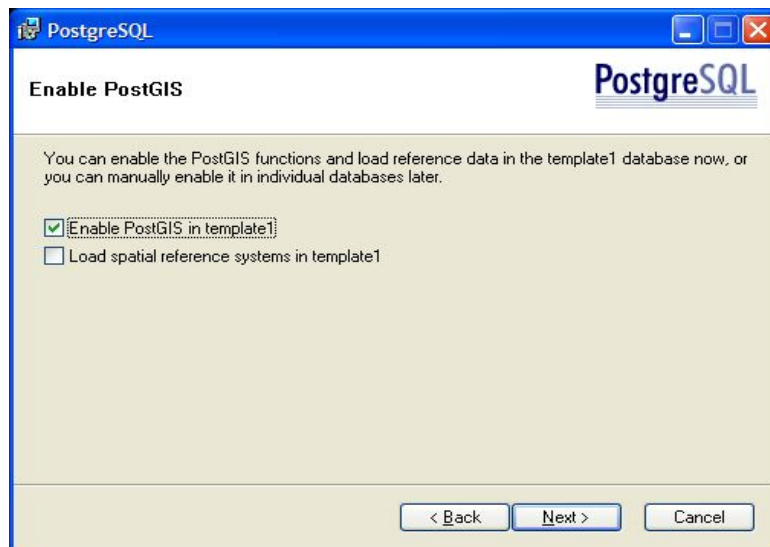 PostgreSQL
Enable PostGIS
PostgreSQL
You can enable the PostGIS functions and load reference data in the template1 database now, or
you can manually enable it in individual databases later.
Enable PostGIS in template1
Load spatial reference systems in template1
< Back
Next >
Cancel